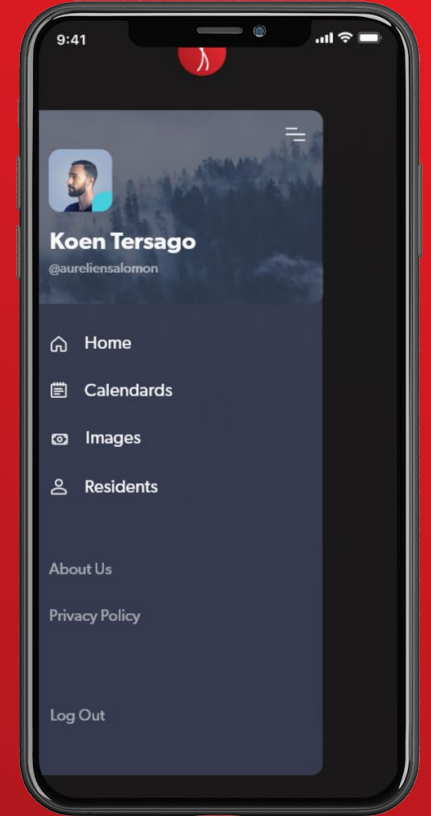 9:41
Koen Tersago
@aureliensalomon
Home
Calendards
Images
Residents
About Us
Privacy Policy
Log Out